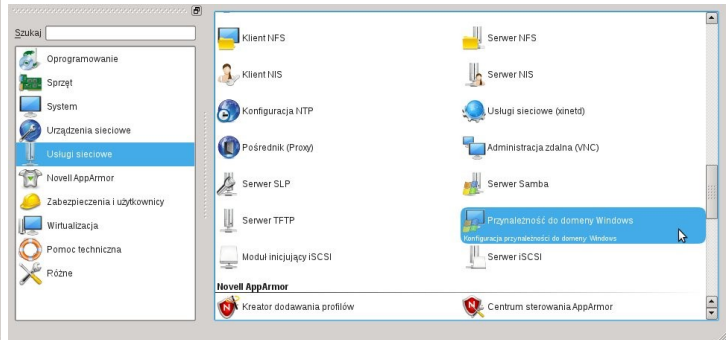 Szukaj
Oprogramowanie
Sprzęt
System
Urządzenia sieciowe
Usługi sieciowe
Novell AppArmor
Zabezpieczenia i użytkownicy
Wirtualizacja
Pomoc techniczna
Różne
Klient NFS
Serwer NFS
Klient NIS
Serwer NIS
Konfiguracja NTP
Usługi sieciowe (xinetd)
Pośrednik (Proxy)
Administracja zdalna (VNC)
Serwer SLP
Serwer Samba
Serwer TFTP
Przynależność do domeny Windows
Konfiguracja przynależności do domeny Windows
Moduł inicjujący iSCSI
Serwer iSCSI
Novell AppArmor
Kreator dodawania profilów
Centrum sterowania AppArmor